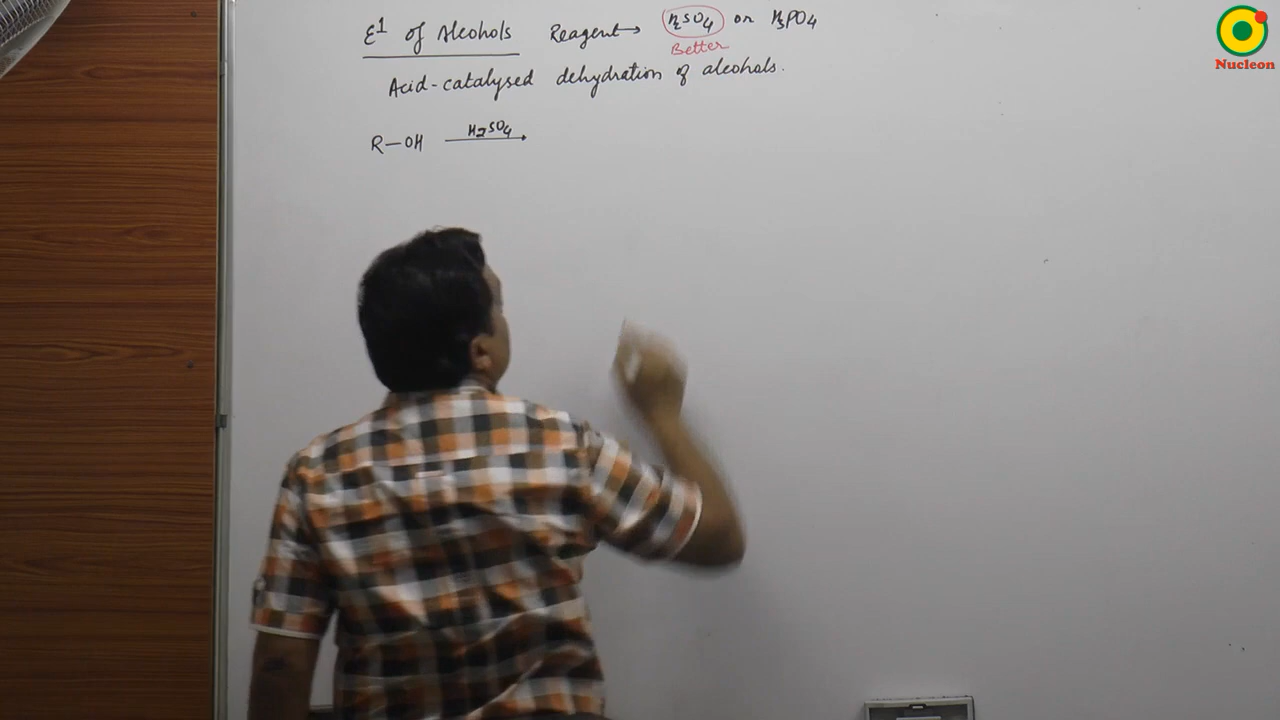 E¹ of Alcohols Reagent→ H₂SO₄ or H₃PO₄
Better
Acid-catalysed dehydration of alcohols.
R—OH H₂SO₄
Nucleon